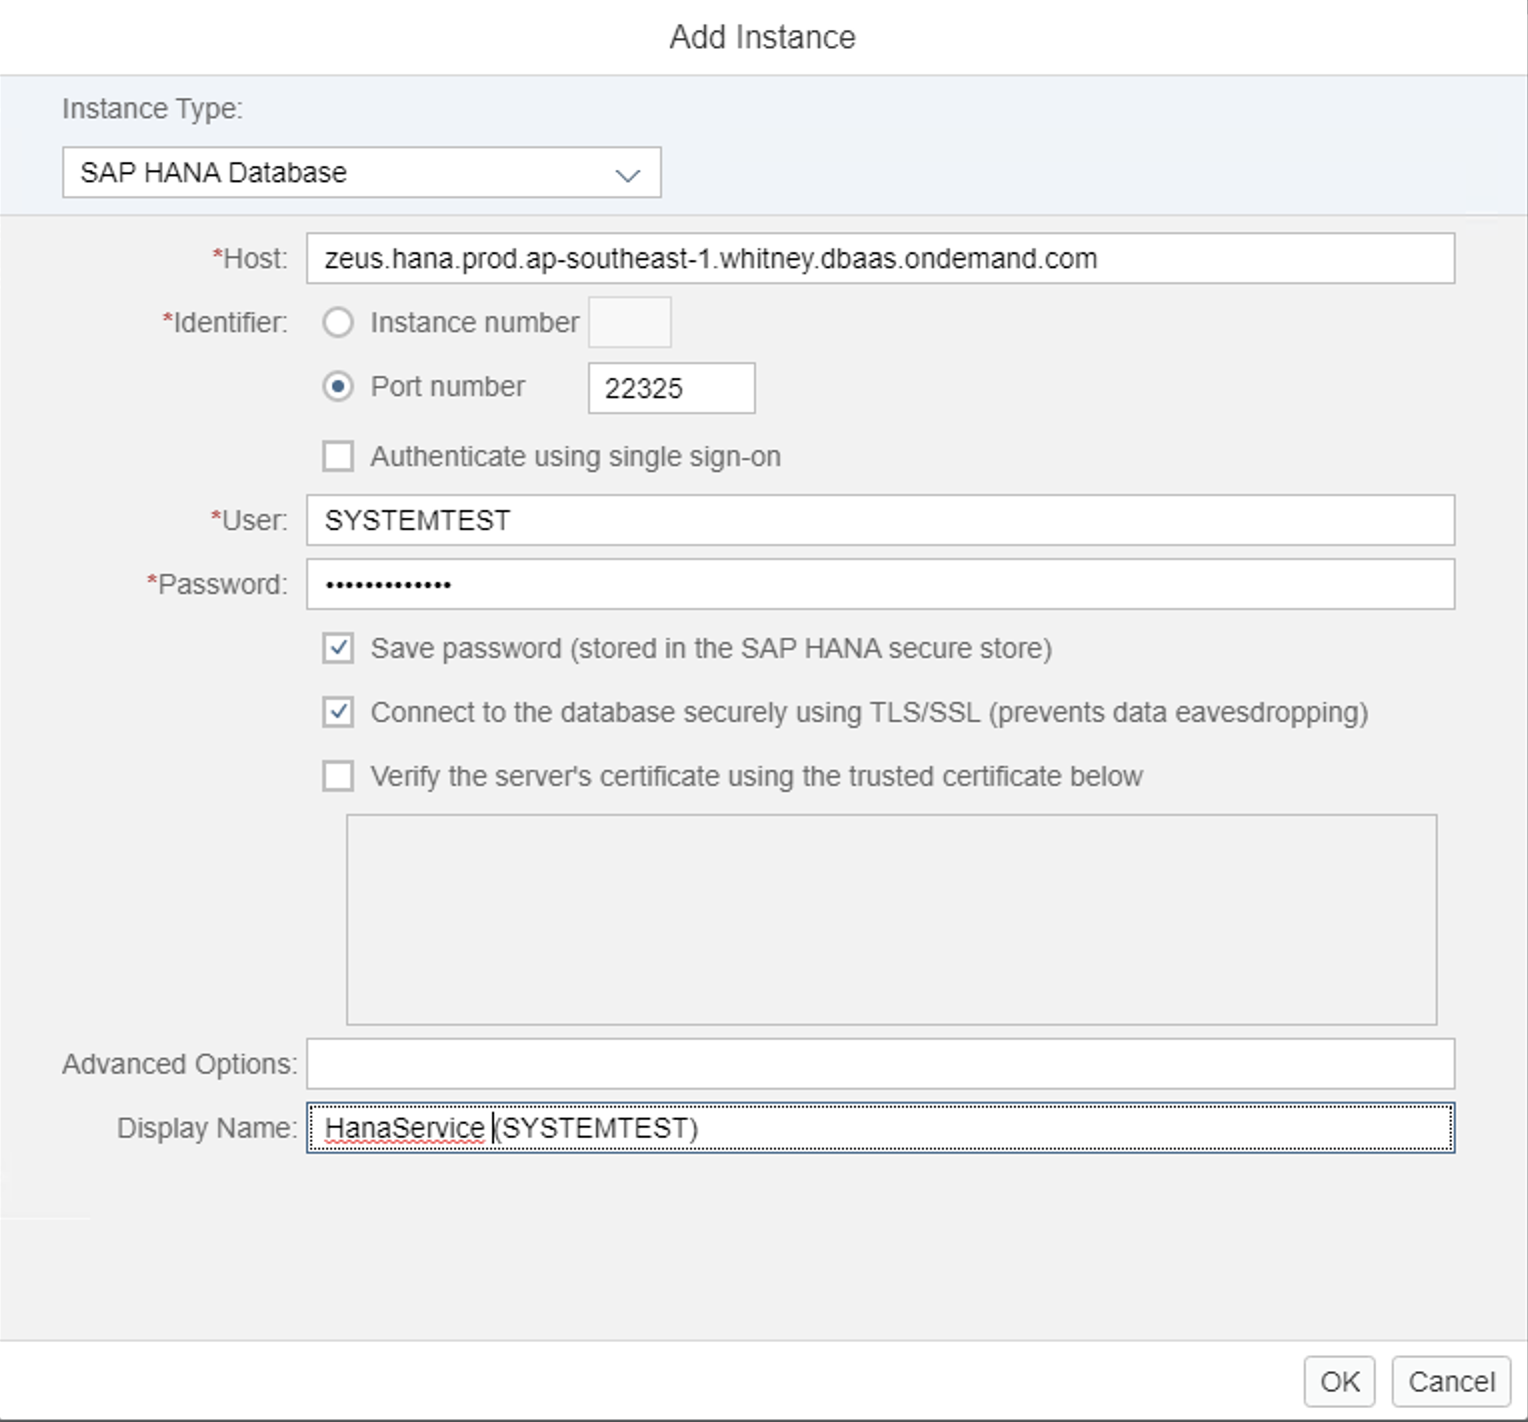 Add Instance
Instance Type:
SAP HANA Database
*Host: zeus.hana.prod.ap-southeast-1.whitney.dbaas.ondemand.com
*Identifier: Instance number
Port number 22325
Authenticate using single sign-on
*User: SYSTEMTEST
*Password: •••••••••••••
Save password (stored in the SAP HANA secure store)
Connect to the database securely using TLS/SSL (prevents data eavesdropping)
Verify the server's certificate using the trusted certificate below
Advanced Options:
Display Name: HanaService (SYSTEMTEST)
OK Cancel